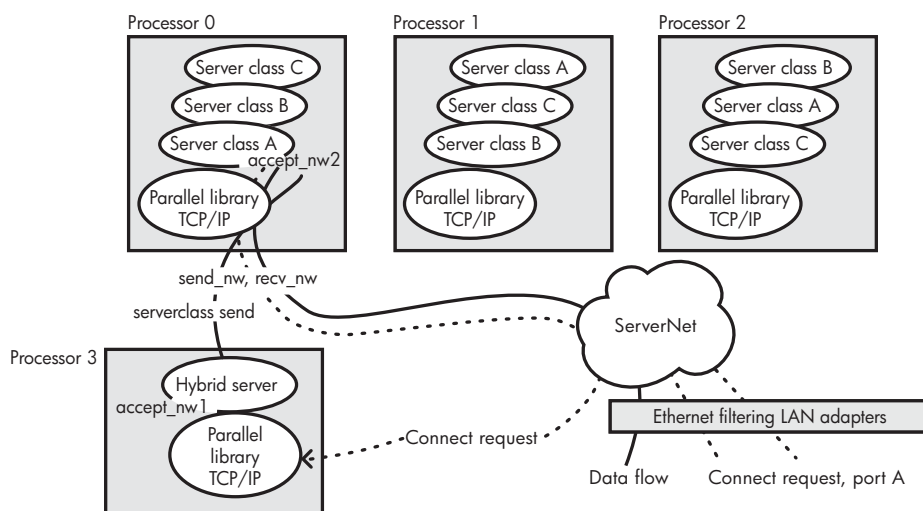 Processor 0
Server class C
Server class B
Server class A
accept_nw2
Parallel library
TCP/IP
Processor 1
Server class A
Server class C
Server class B
Parallel library
TCP/IP
Processor 2
Server class B
Server class A
Server class C
Parallel library
TCP/IP
send_nw, recv_nw
serverclass send
ServerNet
Processor 3
Hybrid server
accept_nw1
Parallel
library
TCP/IP
Connect request
Ethernet filtering LAN adapters
Data flow
Connect request, port A